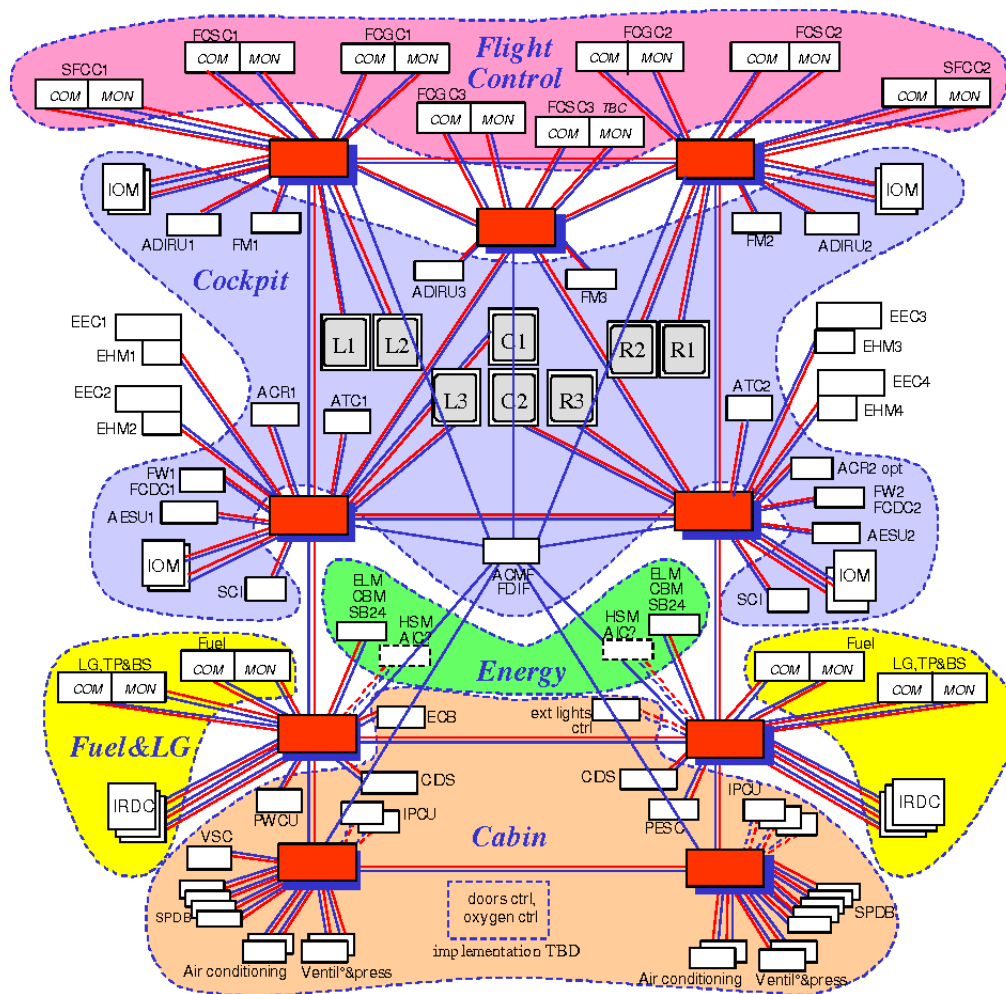 FCSC1
FCGC1
Flight
Control
FCGC2
FCSC2
COM MON
COM MON
COM MON
COM MON
SFCC1
SFCC2
COM MON
COM MON
FCGC3
COM MON
FCSC3 TBC
COM MON
IOM
IOM
ADIRU1
FM1
FM2
ADIRU2
Cockpit
ADIRU3
FM3
EEC1
EHM1
EEC3
EHM3
L1
L2
C1
R2
R1
EEC2
EHM2
ACR1
ATC1
L3
C2
R3
ATC2
EEC4
EHM4
FW1
FCDC1
ACR2 opt
FW2
FCDC2
AESU1
AESU2
IOM
IOM
SCI
SCI
ACMF
FDIF
ELM
CBM
SB24
HSM
AIC?
ELM
CBM
SB24
HSM
AIC?
Energy
Fuel
COM MON
LG,TP&BS
COM MON
Fuel
COM MON
LG,TP&BS
COM MON
ECB
ext lights
ctrl
Fuel&LG
CIDS
CIDS
IRDC
IRDC
PWCU
IPCU
PESC
IPCU
VSC
Cabin
SPDB
SPDB
doors ctrl,
oxygen ctrl
implementation TBD
Air conditioning
Ventil°&press
Air conditioning
Ventil°&press